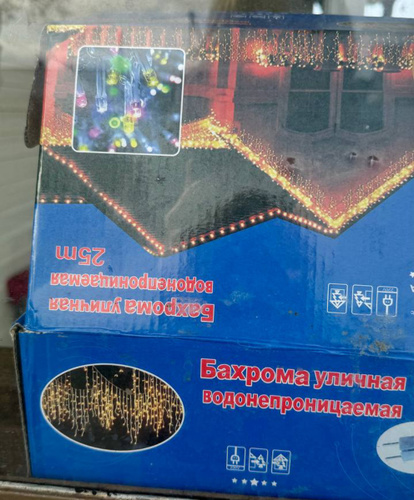 25m
Бахрома уличная
водонепроницаемая
Бахрома уличная
водонепроницаемая